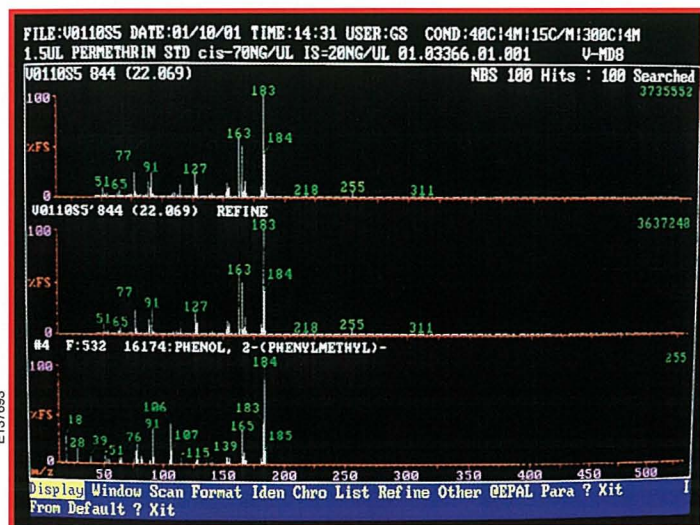 FILE:V0110S5 DATE:01/10/01 TIME:14:31 USER:GS COND:40C|4M|15C/M|300C|4M
1.5UL PERMETHRIN STD cis-70NG/UL IS=20NG/UL 01.03366.01.001 V-MD8
V0110S5 844 (22.069) NBS 100 Hits : 100 Searched
100 183 3735552
%FS 163 184
77 91 127
51 65 218 255 311
0
V0110S5'844 (22.069) REFINE
100 183 3637248
%FS 163 184
77 91 127
51 65 218 255 311
0
#4 F:532 16174:PHENOL, 2-(PHENYLMETHYL)-
100 184 255
%FS 106 183
18 91 165
28 39 51 76 107 115 139 185
0
m/z 50 100 150 200 250 300 350 400 450 500
Display Window Scan Format Iden Chro List Refine Other @EPAL Para ? Xit I
From Default ? Xit